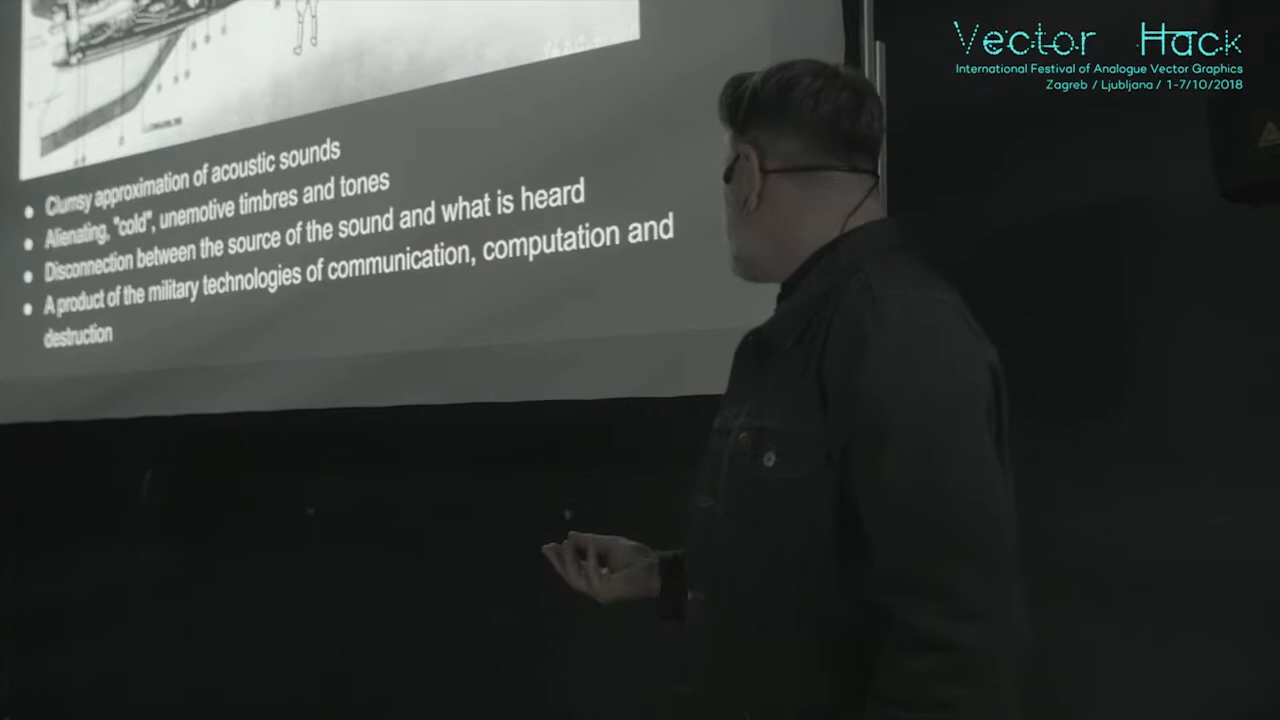 Vector Hack
International Festival of Analogue Vector Graphics
Zagreb / Ljubljana / 1-7/10/2018
• Clumsy approximation of acoustic sounds
• Alienating, "cold", unemotive timbres and tones
• Disconnection between the source of the sound and what is heard
• A product of the military technologies of communication, computation and
destruction